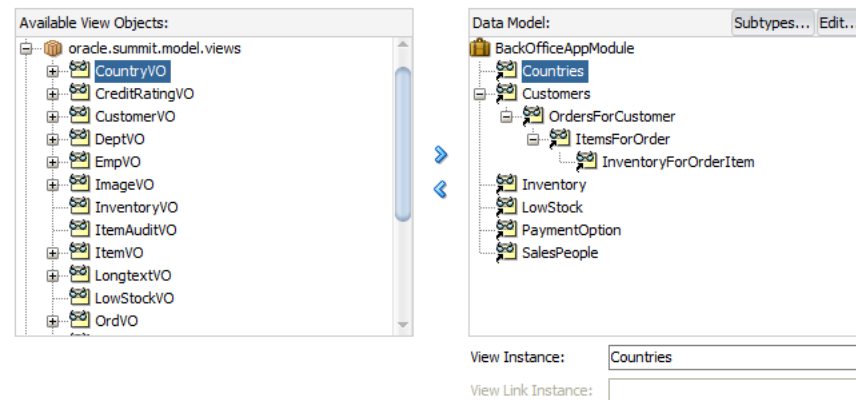 Available View Objects:
oracle.summit.model.views
CountryVO
CreditRatingVO
CustomerVO
DeptVO
EmpVO
ImageVO
InventoryVO
ItemAuditVO
ItemVO
LongtextVO
LowStockVO
OrdVO
Data Model:
Subtypes...
Edit...
BackOfficeAppModule
Countries
Customers
OrdersForCustomer
ItemsForOrder
InventoryForOrderItem
Inventory
LowStock
PaymentOption
SalesPeople
View Instance: Countries
View Link Instance: